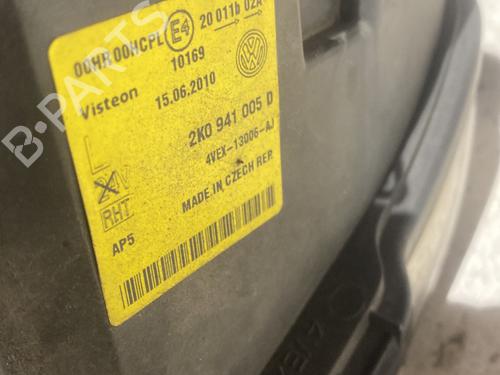 00HR 00HCPL E4 20 011b 02A
10169
Visteon 15.06.2010
2K0 941 005 D
4VEX-13006-AJ
L
RHT
MADE IN CZECH REP.
AP5